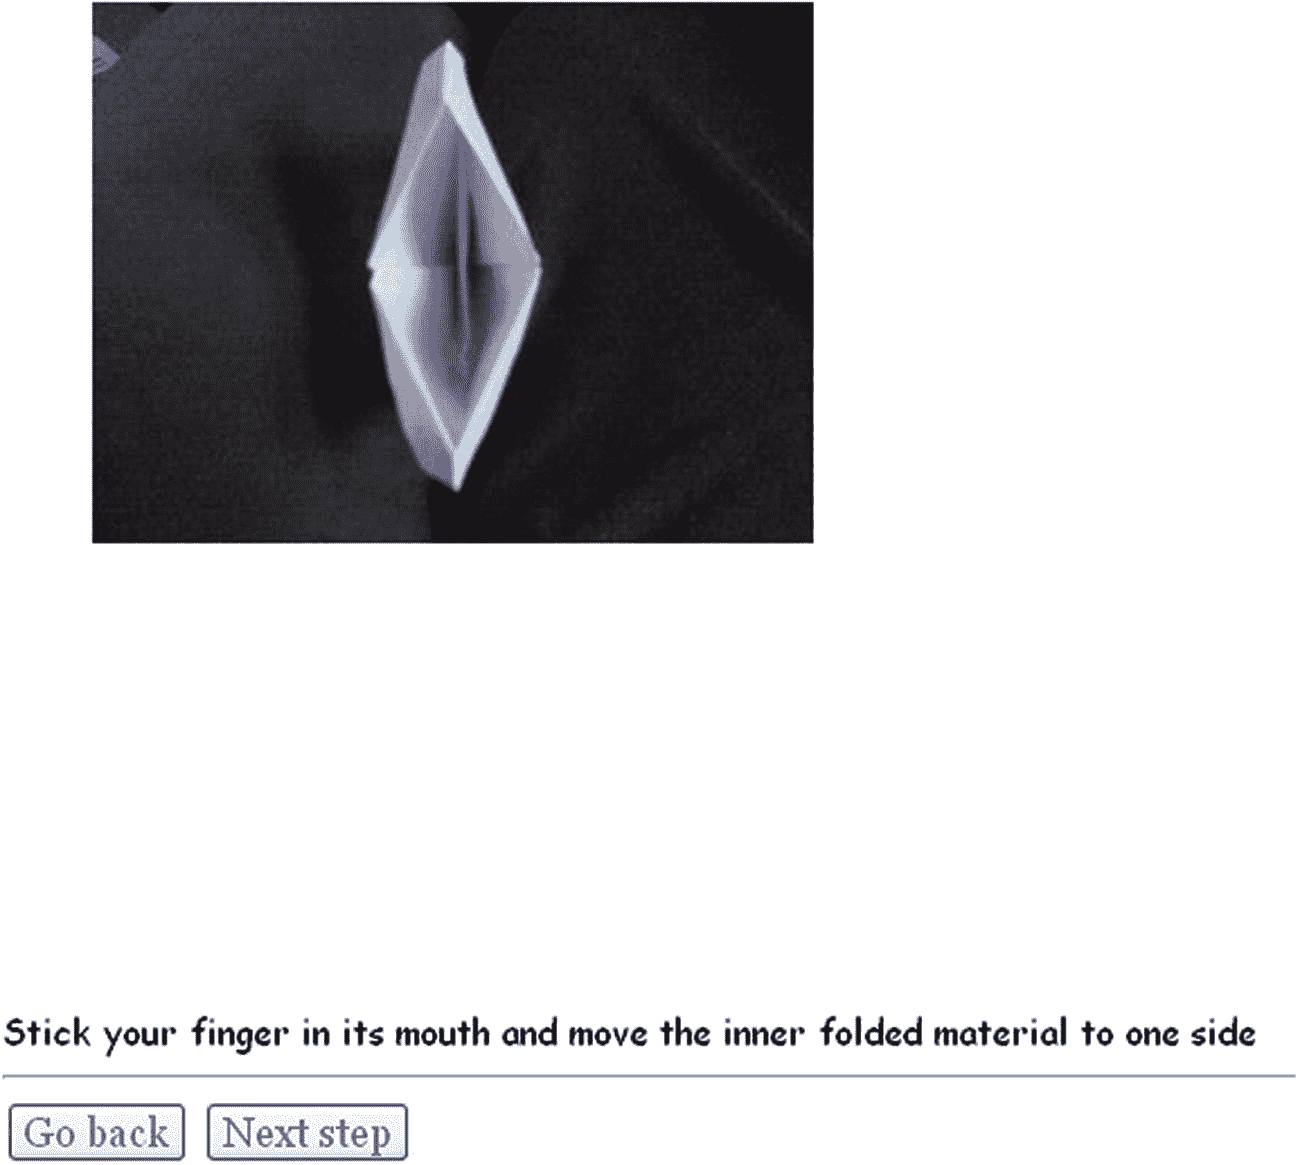 Stick your finger in its mouth and move the inner folded material to one side
Go back
Next step